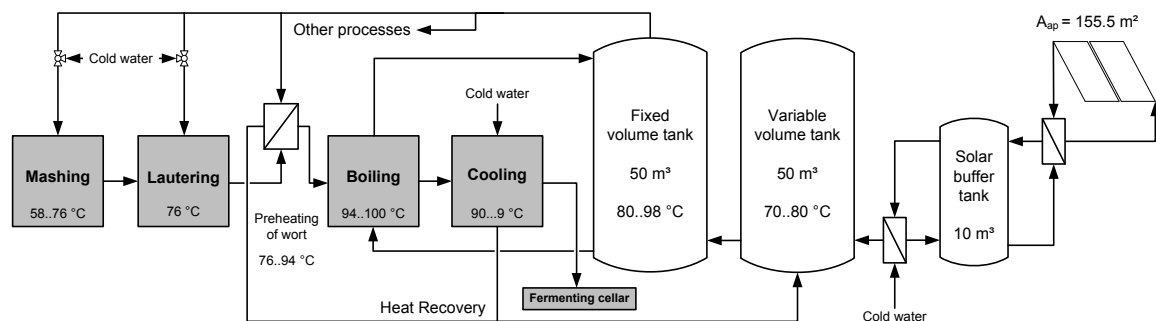 A_ap = 155.5 m²
Other processes
Cold water
Cold water
Mashing
58..76 °C
Lautering
76 °C
Preheating
of wort
76..94 °C
Boiling
94..100 °C
Cooling
90...9 °C
Fixed
volume tank
50 m³
80..98 °C
Variable
volume tank
50 m³
70..80 °C
Solar
buffer
tank
10 m³
Fermenting cellar
Heat Recovery
Cold water